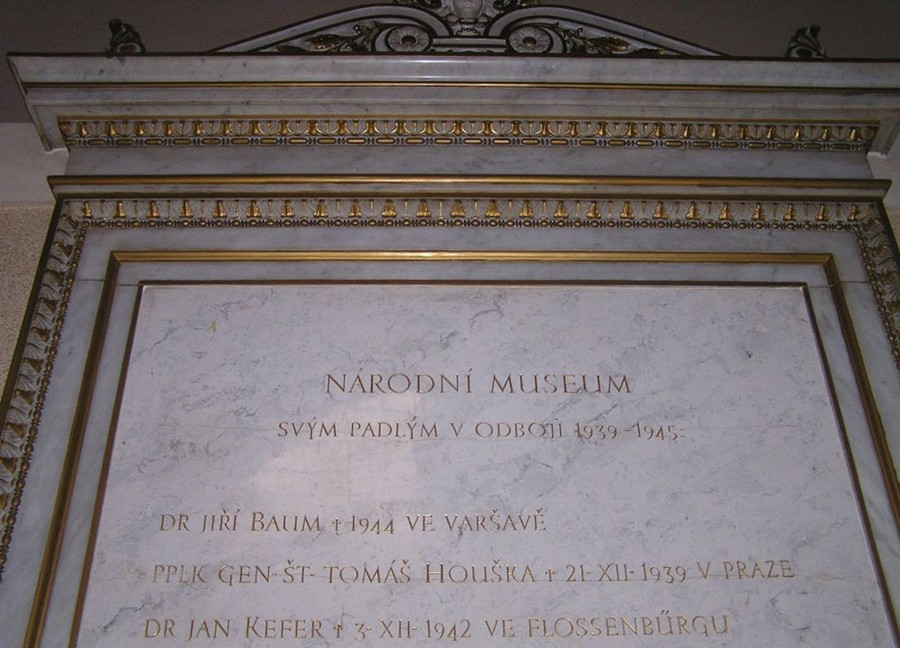 NÁRODNÍ MUSEUM
SVÝM PADLÝM V ODBOJI 1939-1945:
DR JIŘÍ BAUM † 1944 VE VARŠAVĚ
PPLK GEN·ŠT· TOMÁŠ HOUŠKA † 21·XII·1939 V PRAZE
DR JAN KEFER † 3·XII·1942 VE FLOSSENBŰRGU